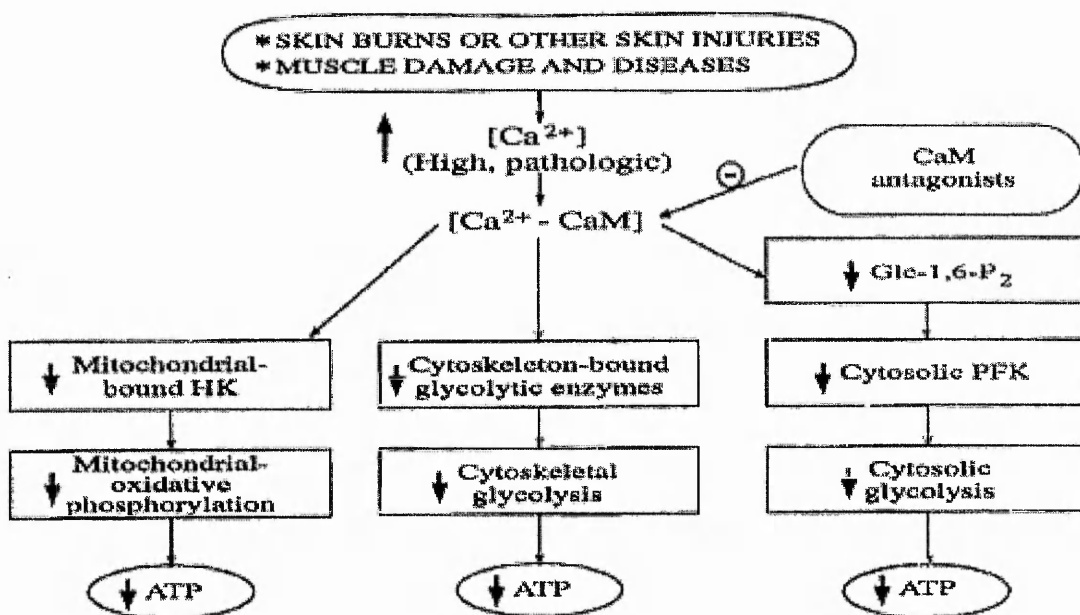 *SKIN BURNS OR OTHER SKIN INJURIES
*MUSCLE DAMAGE AND DISEASES
[Ca²⁺]
(High, pathologic)
CaM
antagonists
[Ca²⁺ - CaM]
Glc-1,6-P₂
Mitochondrial-
bound HK
Cytoskeleton-bound
glycolytic enzymes
Cytosolic PFK
Mitochondrial-
oxidative
phosphorylation
Cytoskeletal
glycolysis
Cytosolic
glycolysis
ATP
ATP
ATP